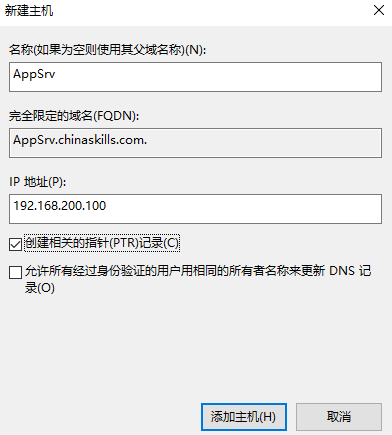 新建主机
名称(如果为空则使用其父域名称)(N):
AppSrv
完全限定的域名(FQDN):
AppSrv.chinaskills.com.
IP 地址(P):
192.168.200.100
创建相关的指针(PTR)记录(C)
允许所有经过身份验证的用户用相同的所有者名称来更新 DNS 记
录(O)
添加主机(H)
取消